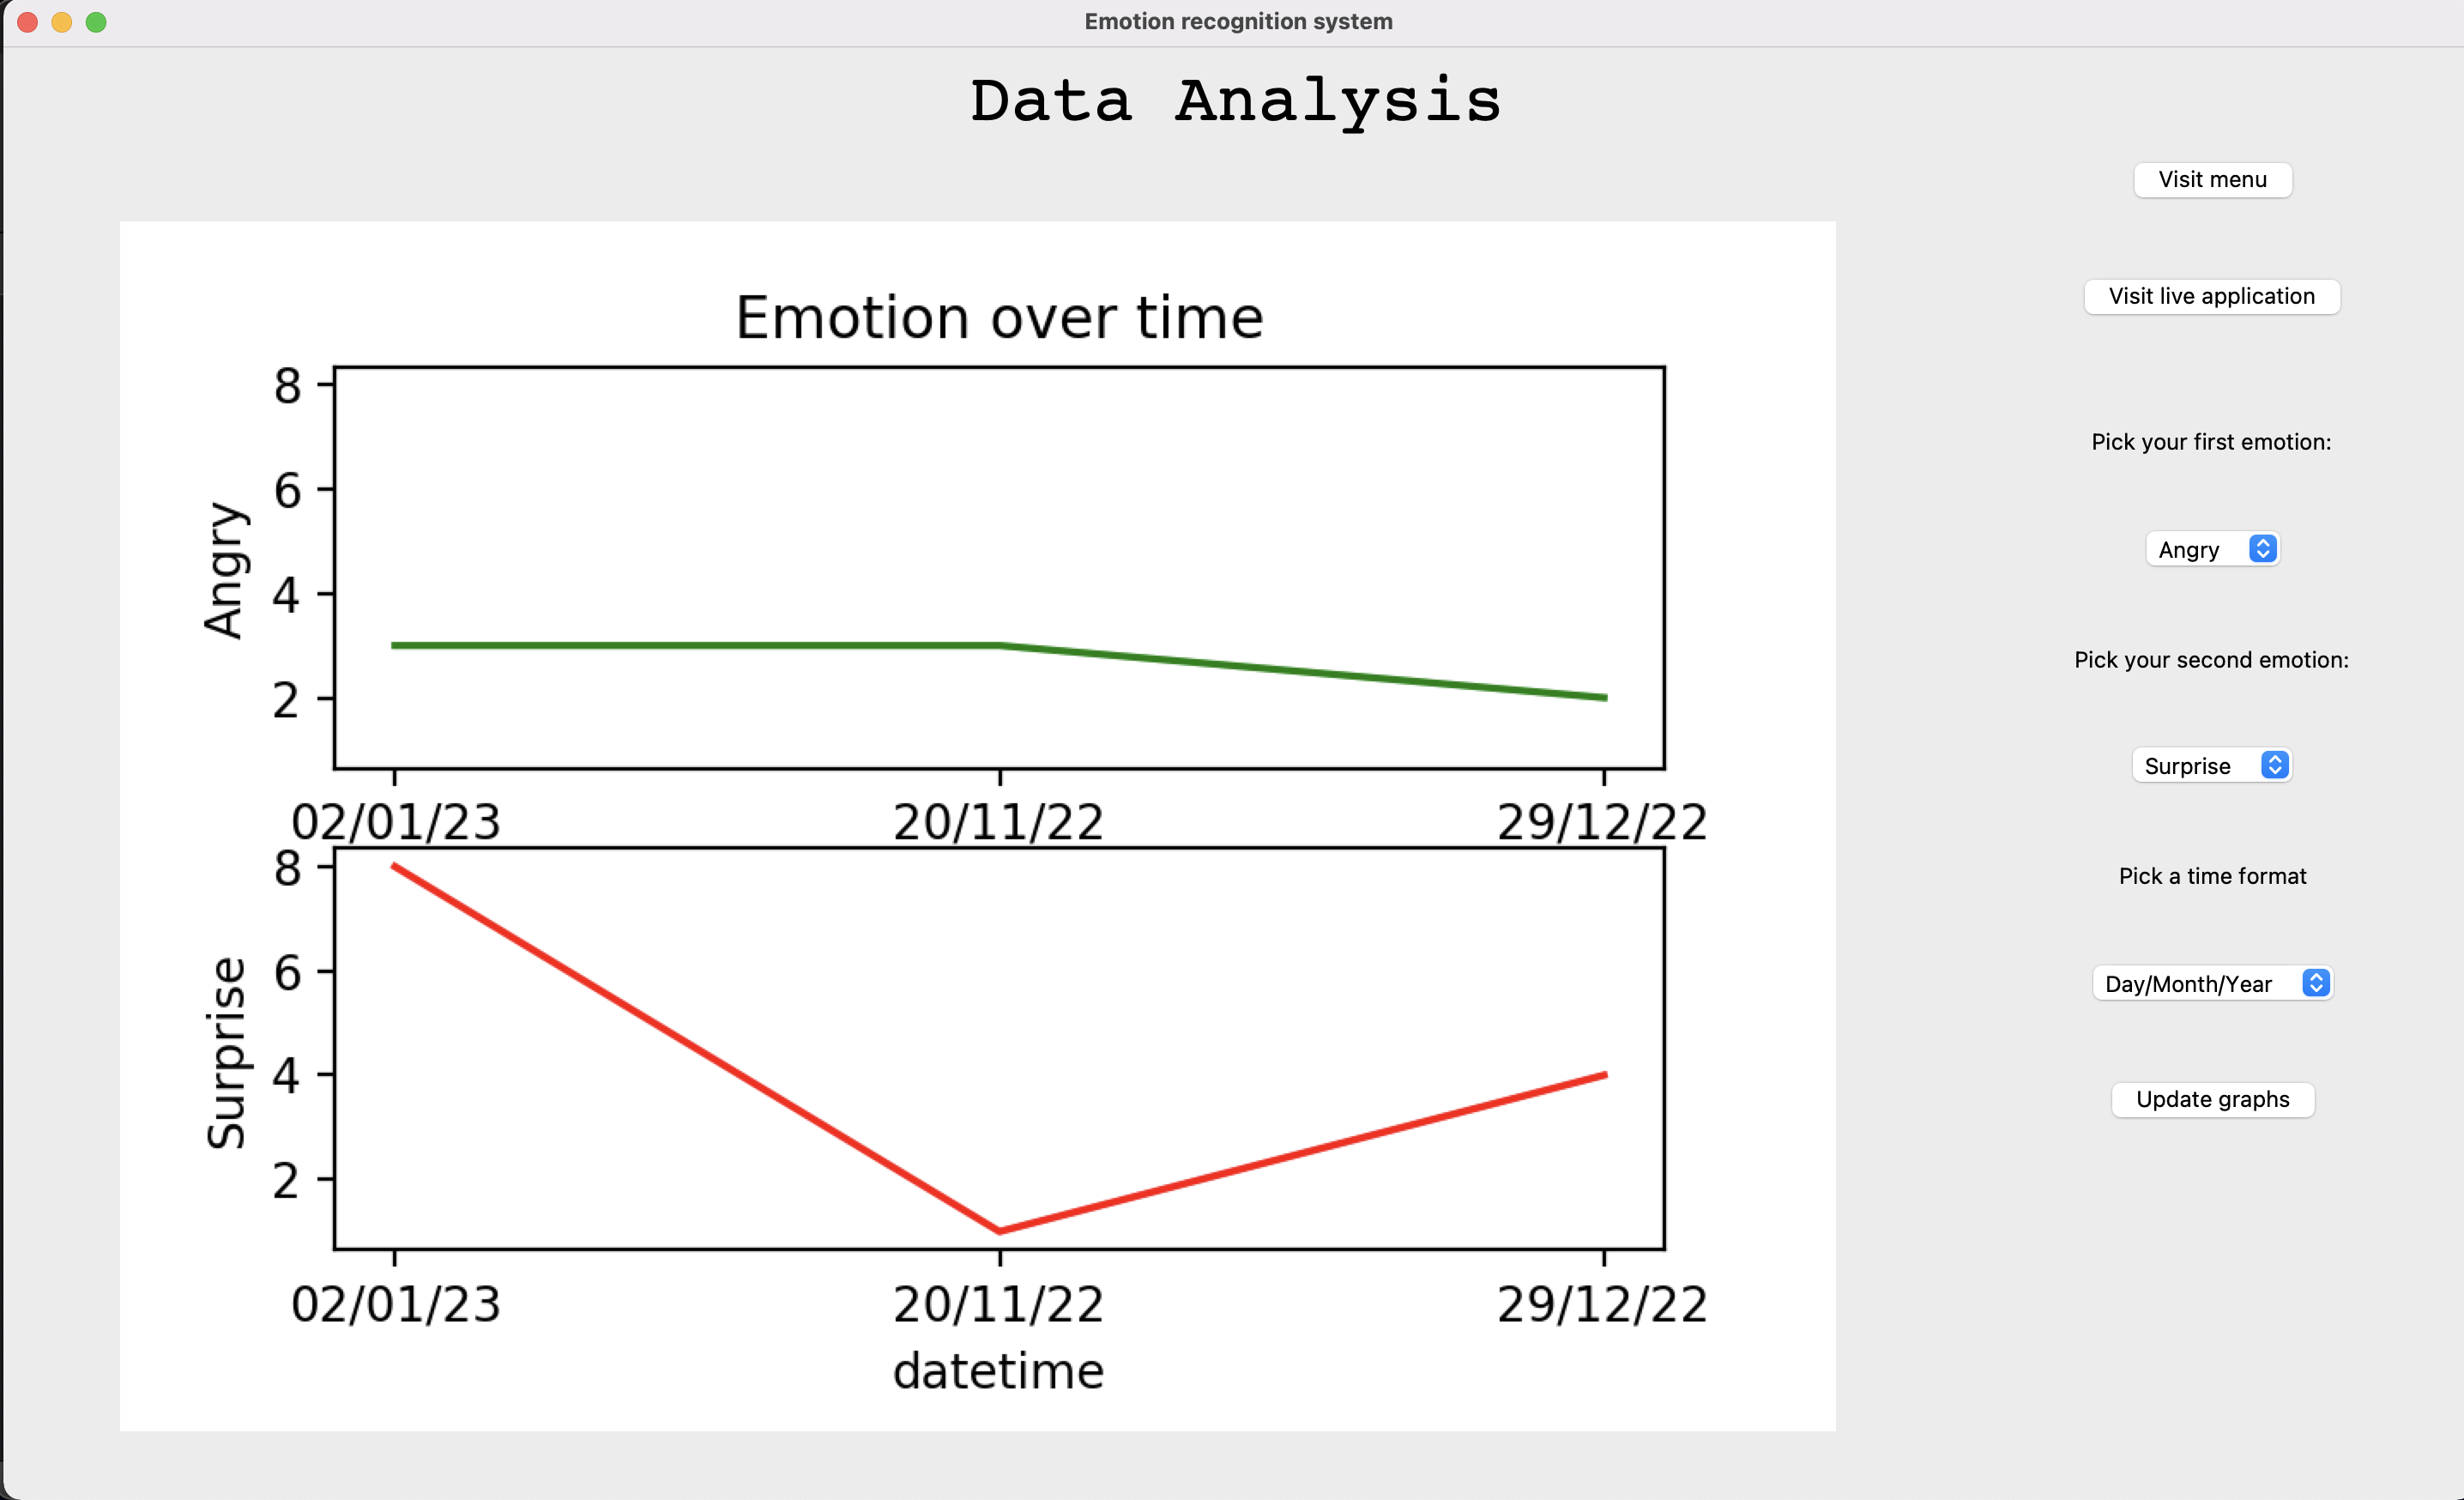 Emotion recognition system
Data Analysis
Visit menu
Visit live application
Emotion over time
8
6
4
2
Angry
02/01/23 20/11/22 29/12/22
8
6
4
2
Surprise
02/01/23 20/11/22 29/12/22
datetime
Pick your first emotion:
Angry
Pick your second emotion:
Surprise
Pick a time format
Day/Month/Year
Update graphs